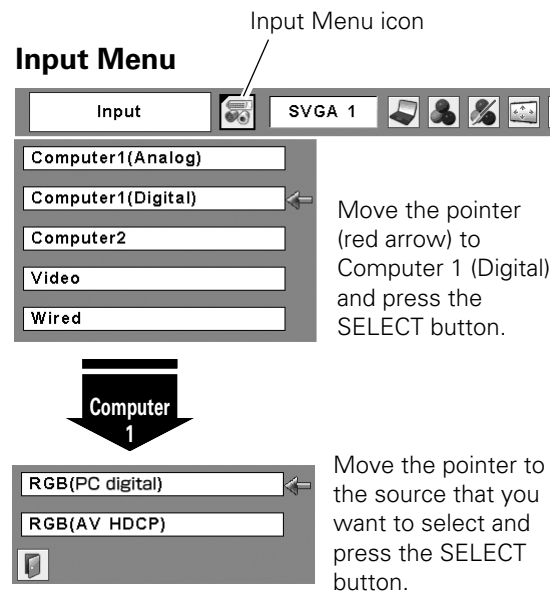 Input Menu icon
Input Menu
Input
SVGA 1
Computer1(Analog)
Computer1(Digital)
Computer2
Video
Wired
Move the pointer
(red arrow) to
Computer 1 (Digital)
and press the
SELECT button.
Computer
1
RGB(PC digital)
RGB(AV HDCP)
Move the pointer to
the source that you
want to select and
press the SELECT
button.